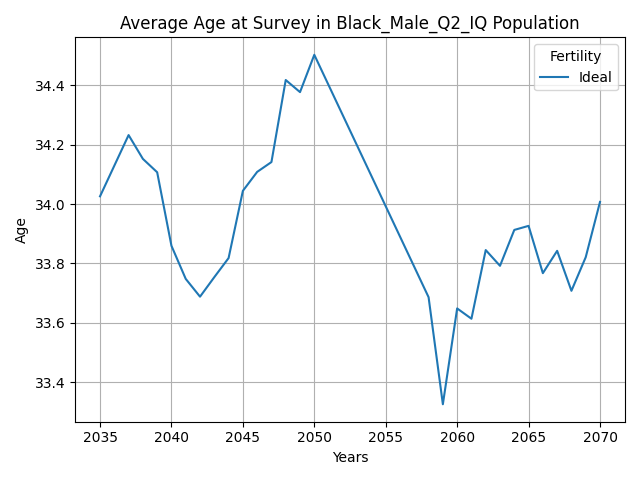 Average Age at Survey in Black_Male_Q2_IQ Population
Fertility
Ideal
Age
34.4
34.2
34.0
33.8
33.6
33.4
2035 2040 2045 2050 2055 2060 2065 2070
Years